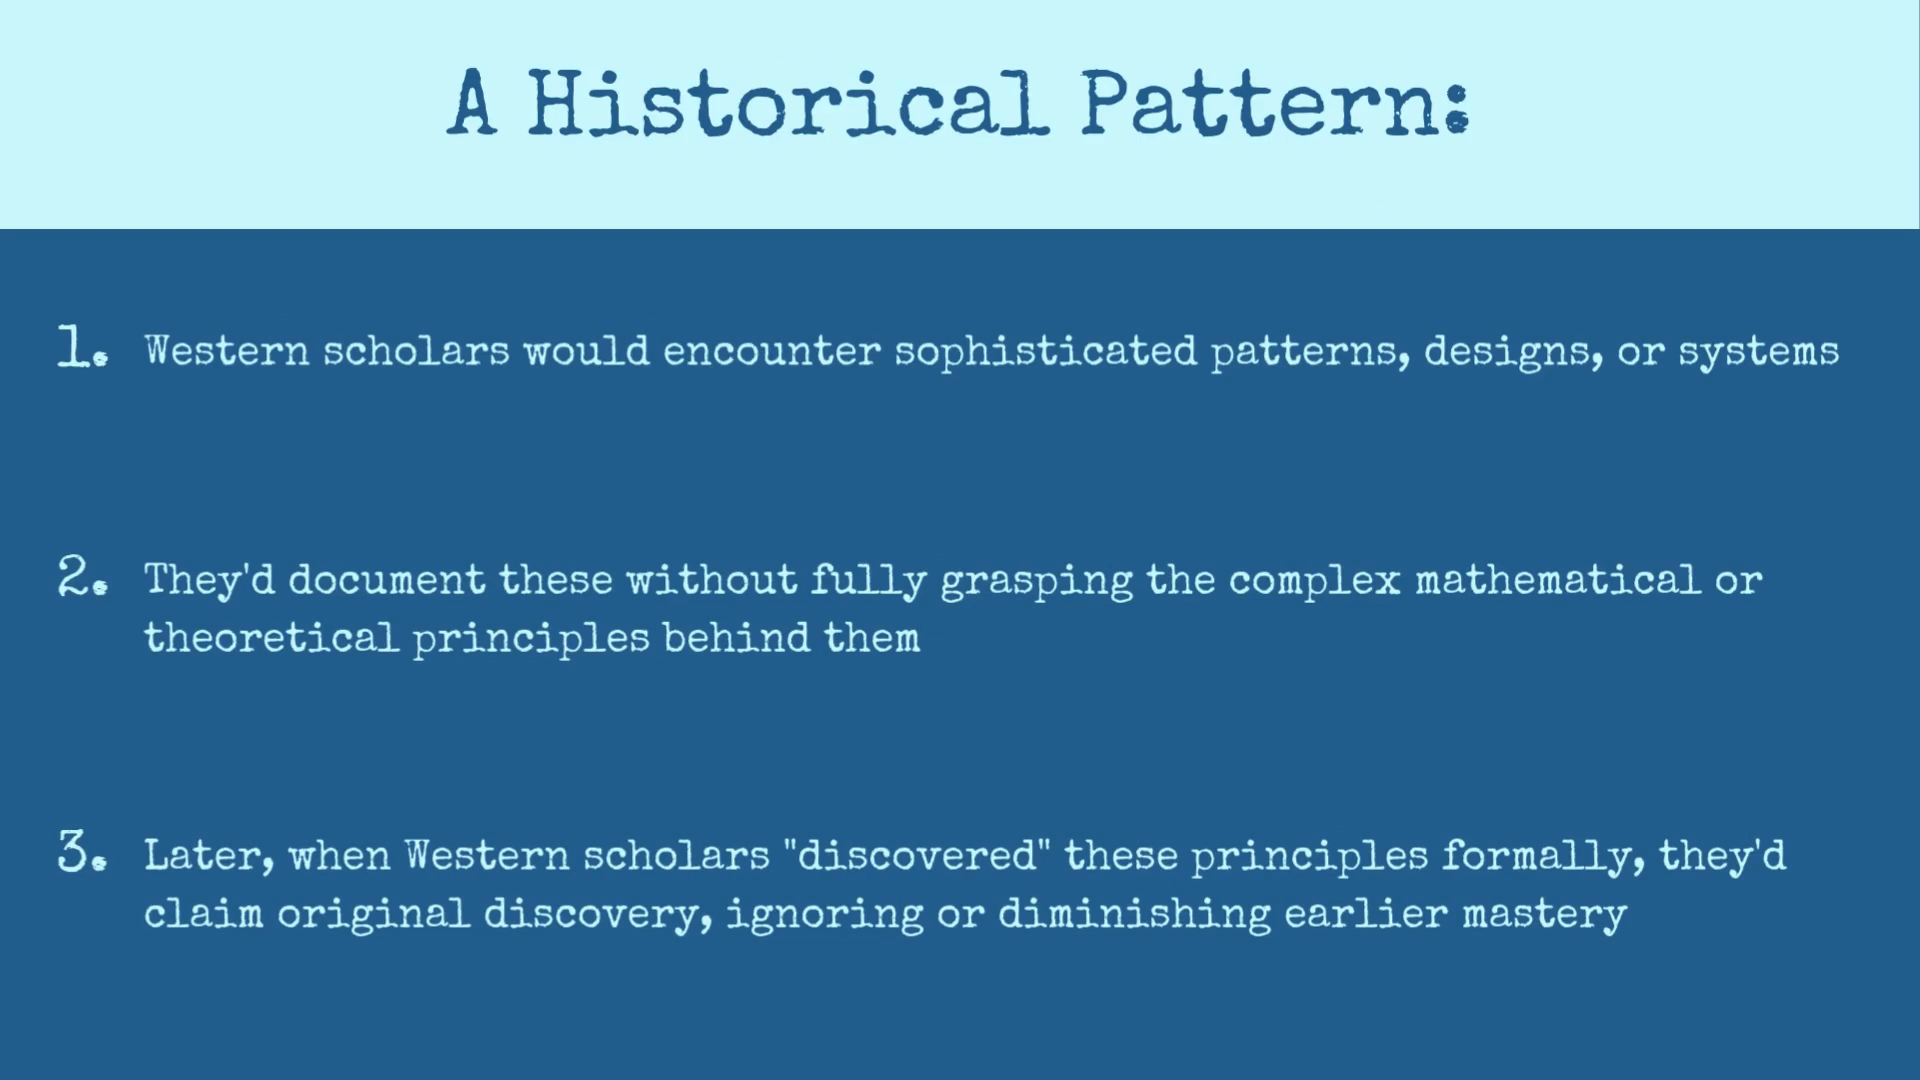 A Historical Pattern:
1. Western scholars would encounter sophisticated patterns, designs, or systems
2. They'd document these without fully grasping the complex mathematical or
theoretical principles behind them
3. Later, when Western scholars "discovered" these principles formally, they'd
claim original discovery, ignoring or diminishing earlier mastery